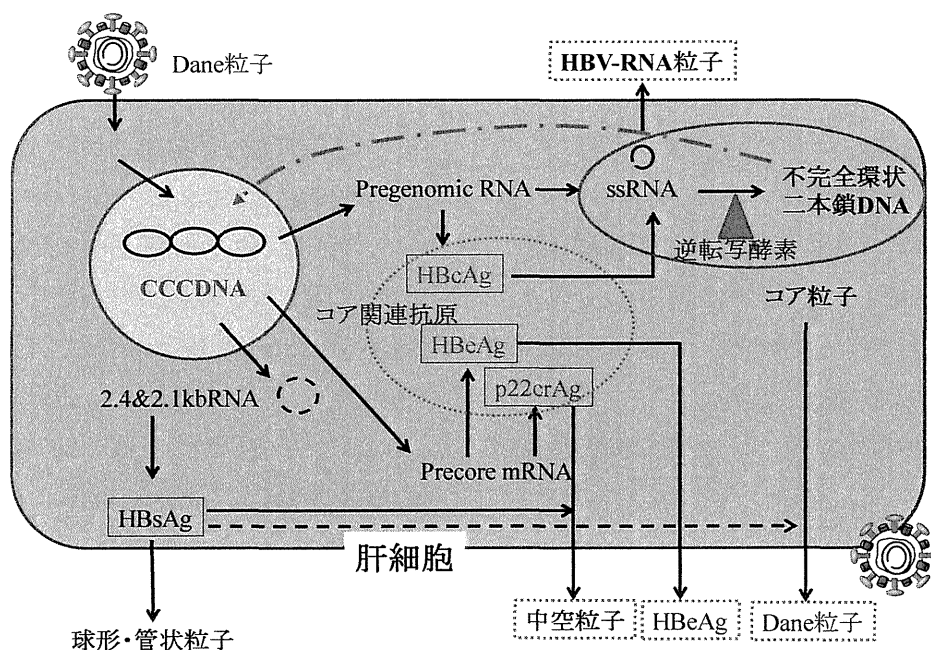 Dane粒子
HBV-RNA粒子
Pregenomic RNA
ssRNA
不完全環状
二本鎖DNA
逆転写酵素
HBcAg
CCCDNA
コア関連抗原
コア粒子
HBeAg
p22crAg
2.4&2.1kbRNA
Precore mRNA
HBsAg
肝細胞
中空粒子
HBeAg
Dane粒子
球形・管状粒子